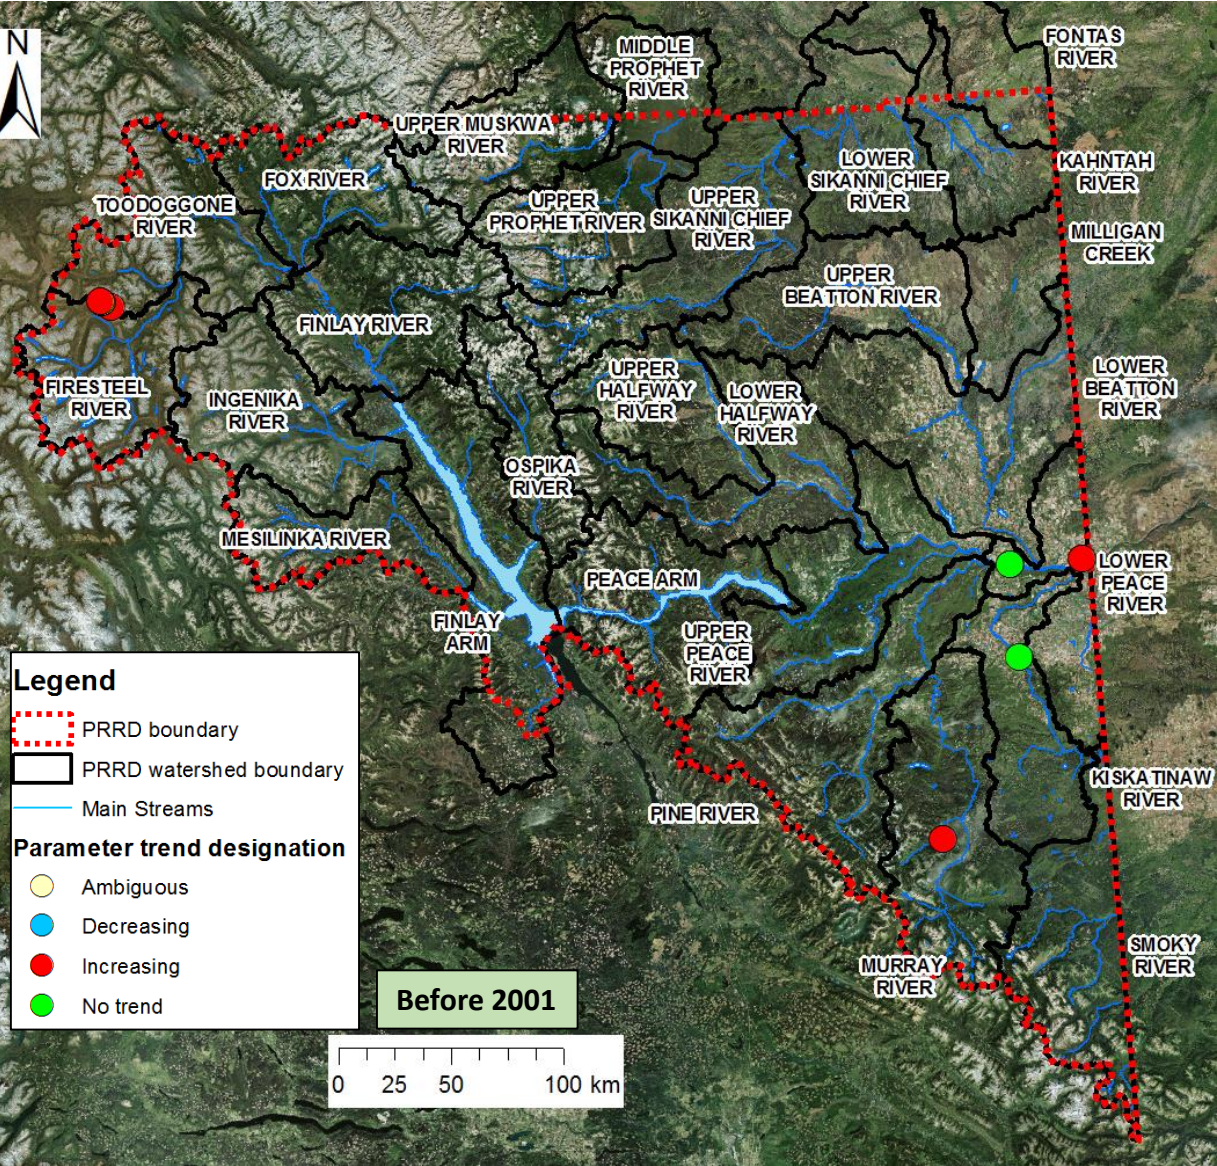 N
MIDDLE
PROPHET
RIVER
FONTAS
RIVER
UPPER MUSKWA
RIVER
FOX RIVER
LOWER
SIKANNI CHIEF
RIVER
KAHNTAH
RIVER
TOODOGGONE
RIVER
UPPER
PROPHET RIVER
UPPER
SIKANNI CHIEF
RIVER
MILLIGAN
CREEK
UPPER
BEATTON RIVER
FINLAY RIVER
FIRESTEEL
RIVER
INGENIKA
RIVER
UPPER
HALFWAY
RIVER
LOWER
HALFWAY
RIVER
LOWER
BEATTON
RIVER
OSPIKA
RIVER
MESILINKA RIVER
PEACE ARM
LOWER
PEACE
RIVER
FINLAY
ARM
UPPER
PEACE
RIVER
KISKATINAW
RIVER
PINE RIVER
MURRAY
RIVER
SMOKY
RIVER
Legend
PRRD boundary
PRRD watershed boundary
Main Streams
Parameter trend designation
Ambiguous
Decreasing
Increasing
No trend
Before 2001
0 25 50 100 km